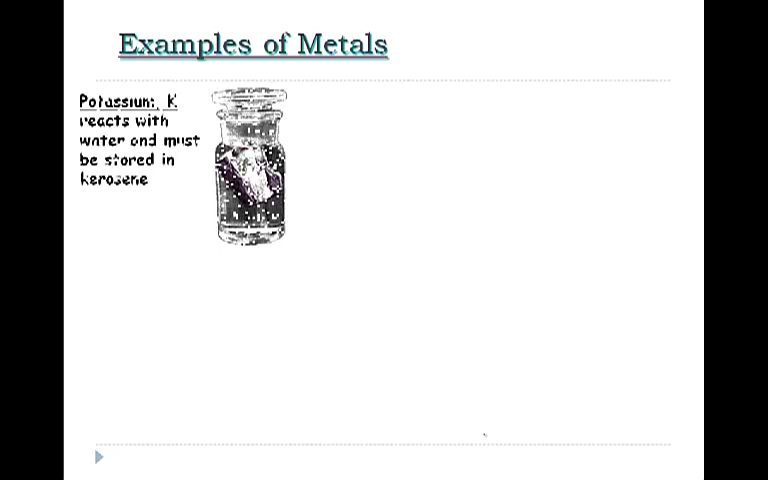 Examples of Metals
Potassium, K
reacts with
water and must
be stored in
kerosene